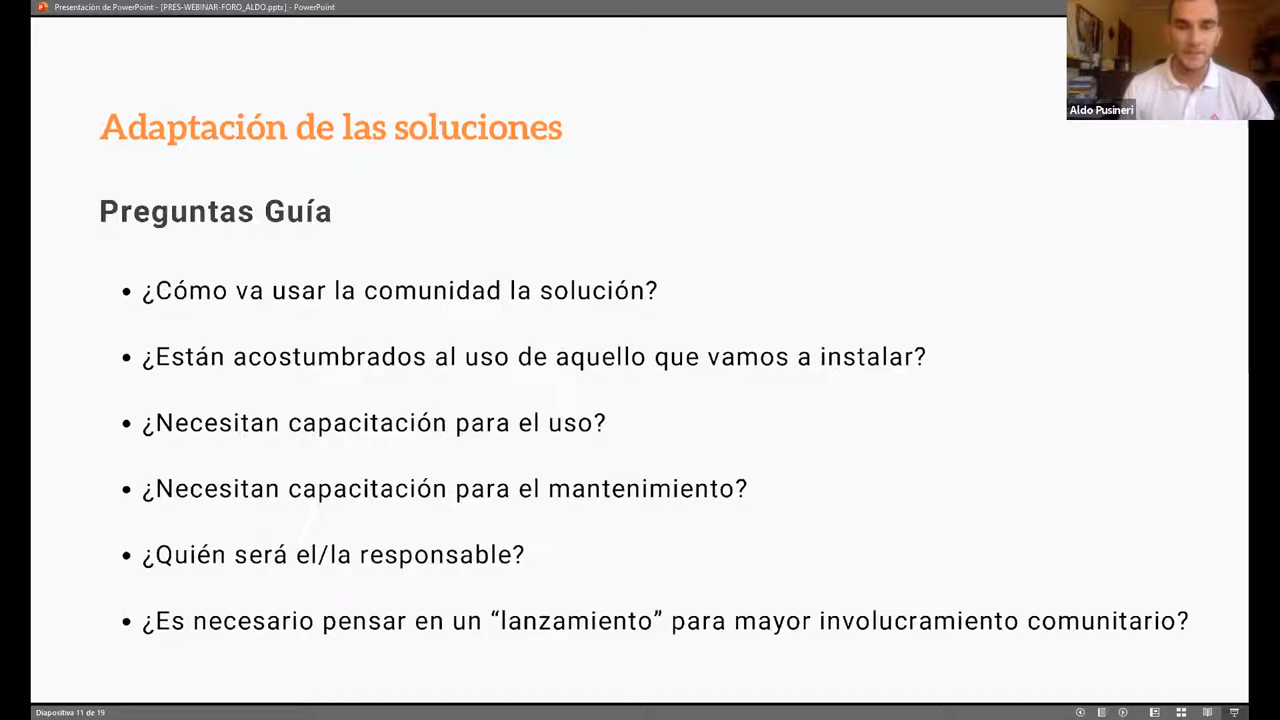 Presentación de PowerPoint - [PRES-WEBINAR-FORO_ALDO.pptx] - PowerPoint
Aldo Pusineri
Adaptación de las soluciones
Preguntas Guía
• ¿Cómo va usar la comunidad la solución?
• ¿Están acostumbrados al uso de aquello que vamos a instalar?
• ¿Necesitan capacitación para el uso?
• ¿Necesitan capacitación para el mantenimiento?
• ¿Quién será el/la responsable?
• ¿Es necesario pensar en un “lanzamiento” para mayor involucramiento comunitario?
Diapositiva 11 de 19